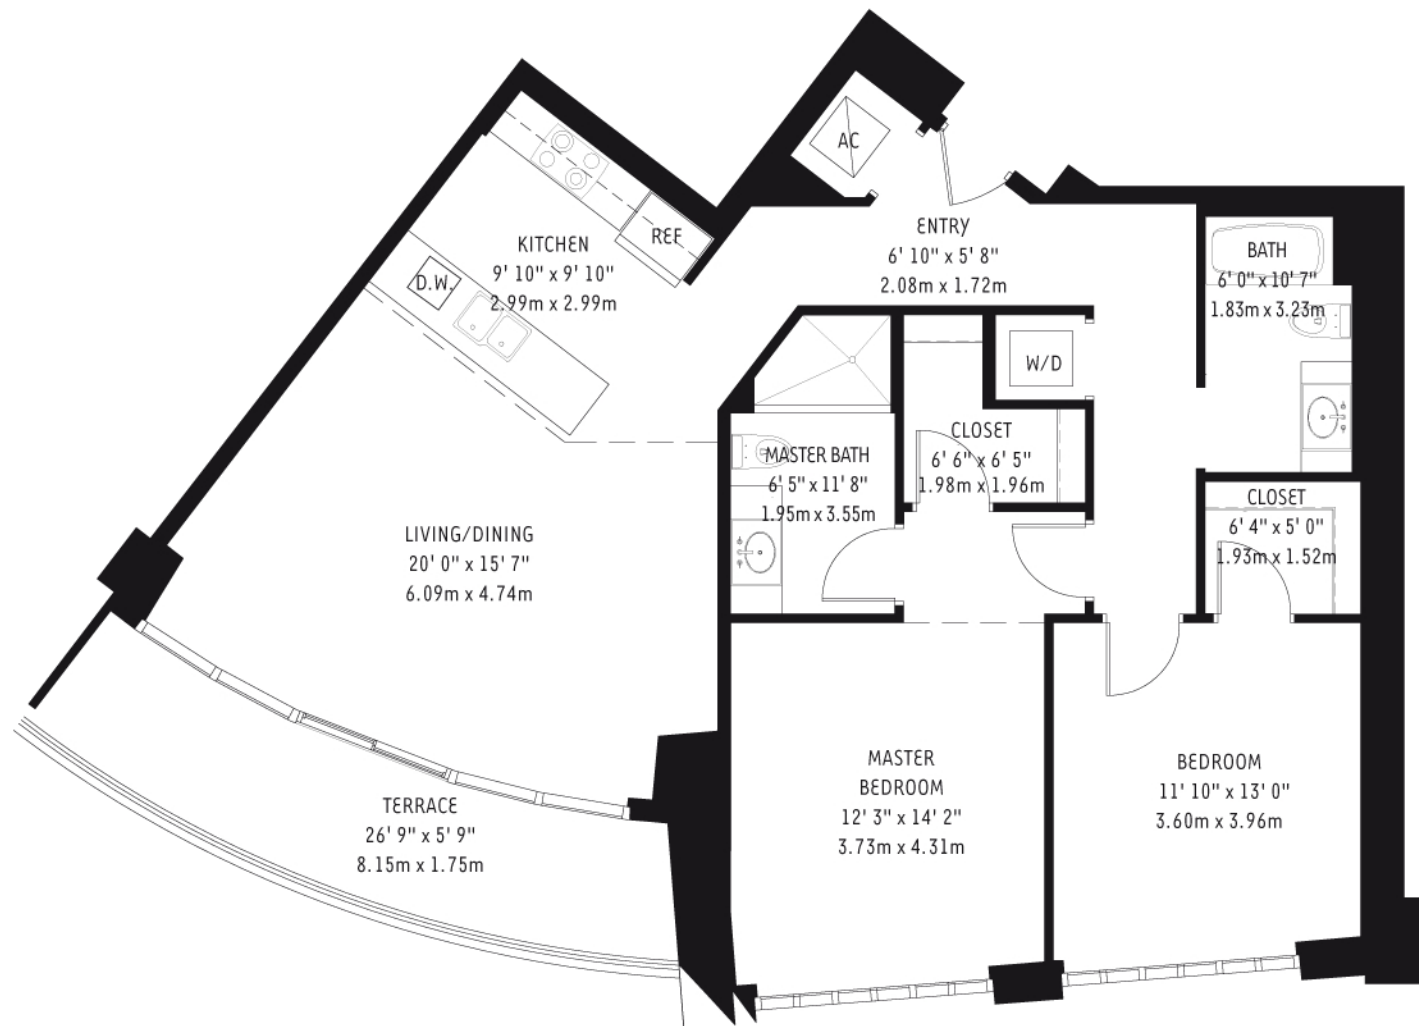 AC
KITCHEN
9' 10" x 9' 10"
2.99m x 2.99m
REF
D.W.
ENTRY
6' 10" x 5' 8"
2.08m x 1.72m
BATH
6' 0" x 10' 7"
1.83m x 3.23m
W/D
CLOSET
6' 6" x 6' 5"
1.98m x 1.96m
MASTER BATH
6' 5" x 11' 8"
1.95m x 3.55m
CLOSET
6' 4" x 5' 0"
1.93m x 1.52m
LIVING/DINING
20' 0" x 15' 7"
6.09m x 4.74m
TERRACE
26' 9" x 5' 9"
8.15m x 1.75m
MASTER
BEDROOM
12' 3" x 14' 2"
3.73m x 4.31m
BEDROOM
11' 10" x 13' 0"
3.60m x 3.96m